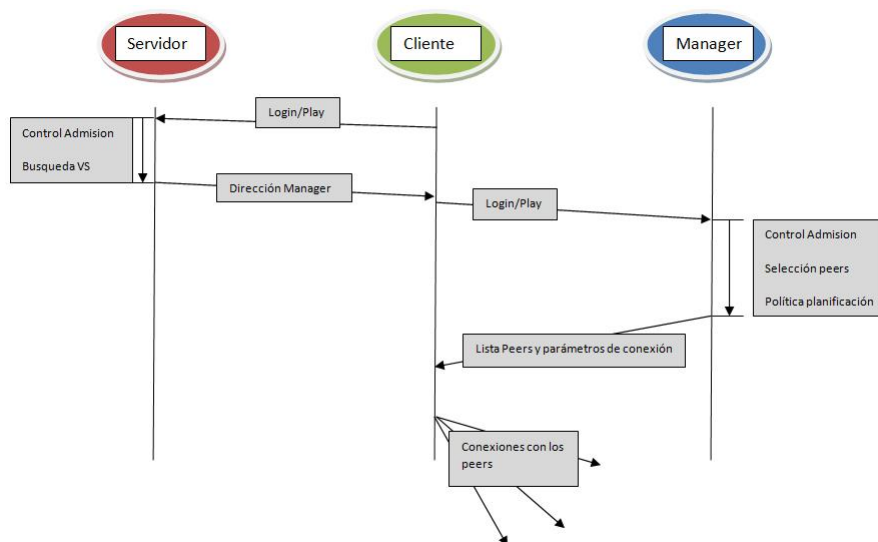 Servidor
Cliente
Manager
Login/Play
Control Admision
Busqueda VS
Dirección Manager
Login/Play
Control Admision
Selección peers
Política planificación
Lista Peers y parámetros de conexión
Conexiones con los
peers